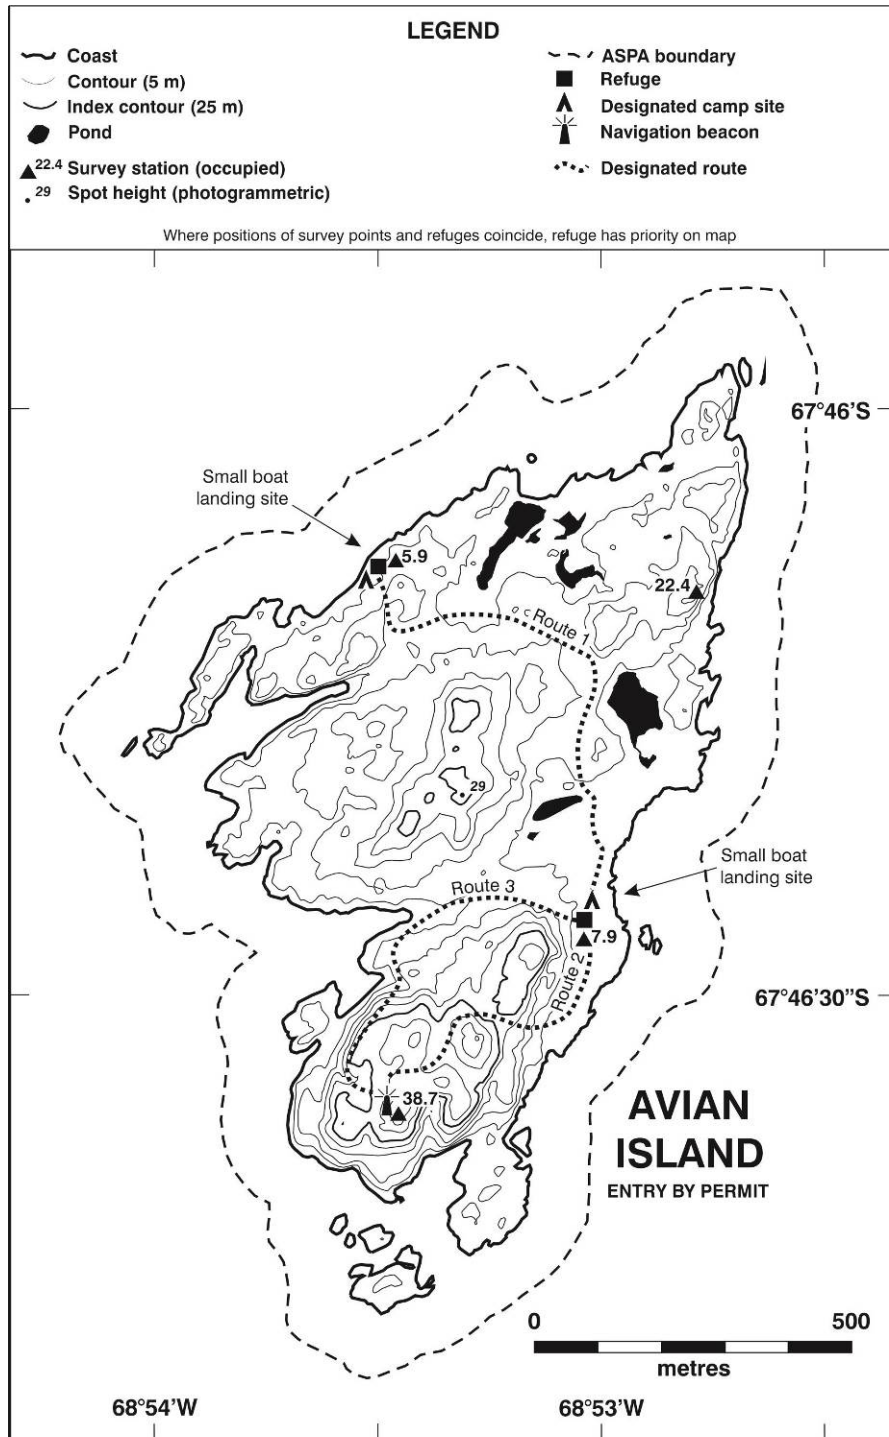 LEGEND
Coast
Contour (5 m)
Index contour (25 m)
Pond
22.4 Survey station (occupied)
29 Spot height (photogrammetric)
ASPA boundary
Refuge
Designated camp site
Navigation beacon
Designated route
Where positions of survey points and refuges coincide, refuge has priority on map
67°46'S
Small boat
landing site
5.9
22.4
Route 1
29
Small boat
landing site
Route 3
7.9
Route 2
67°46'30"S
38.7
AVIAN
ISLAND
ENTRY BY PERMIT
0 500
metres
68°54'W 68°53'W